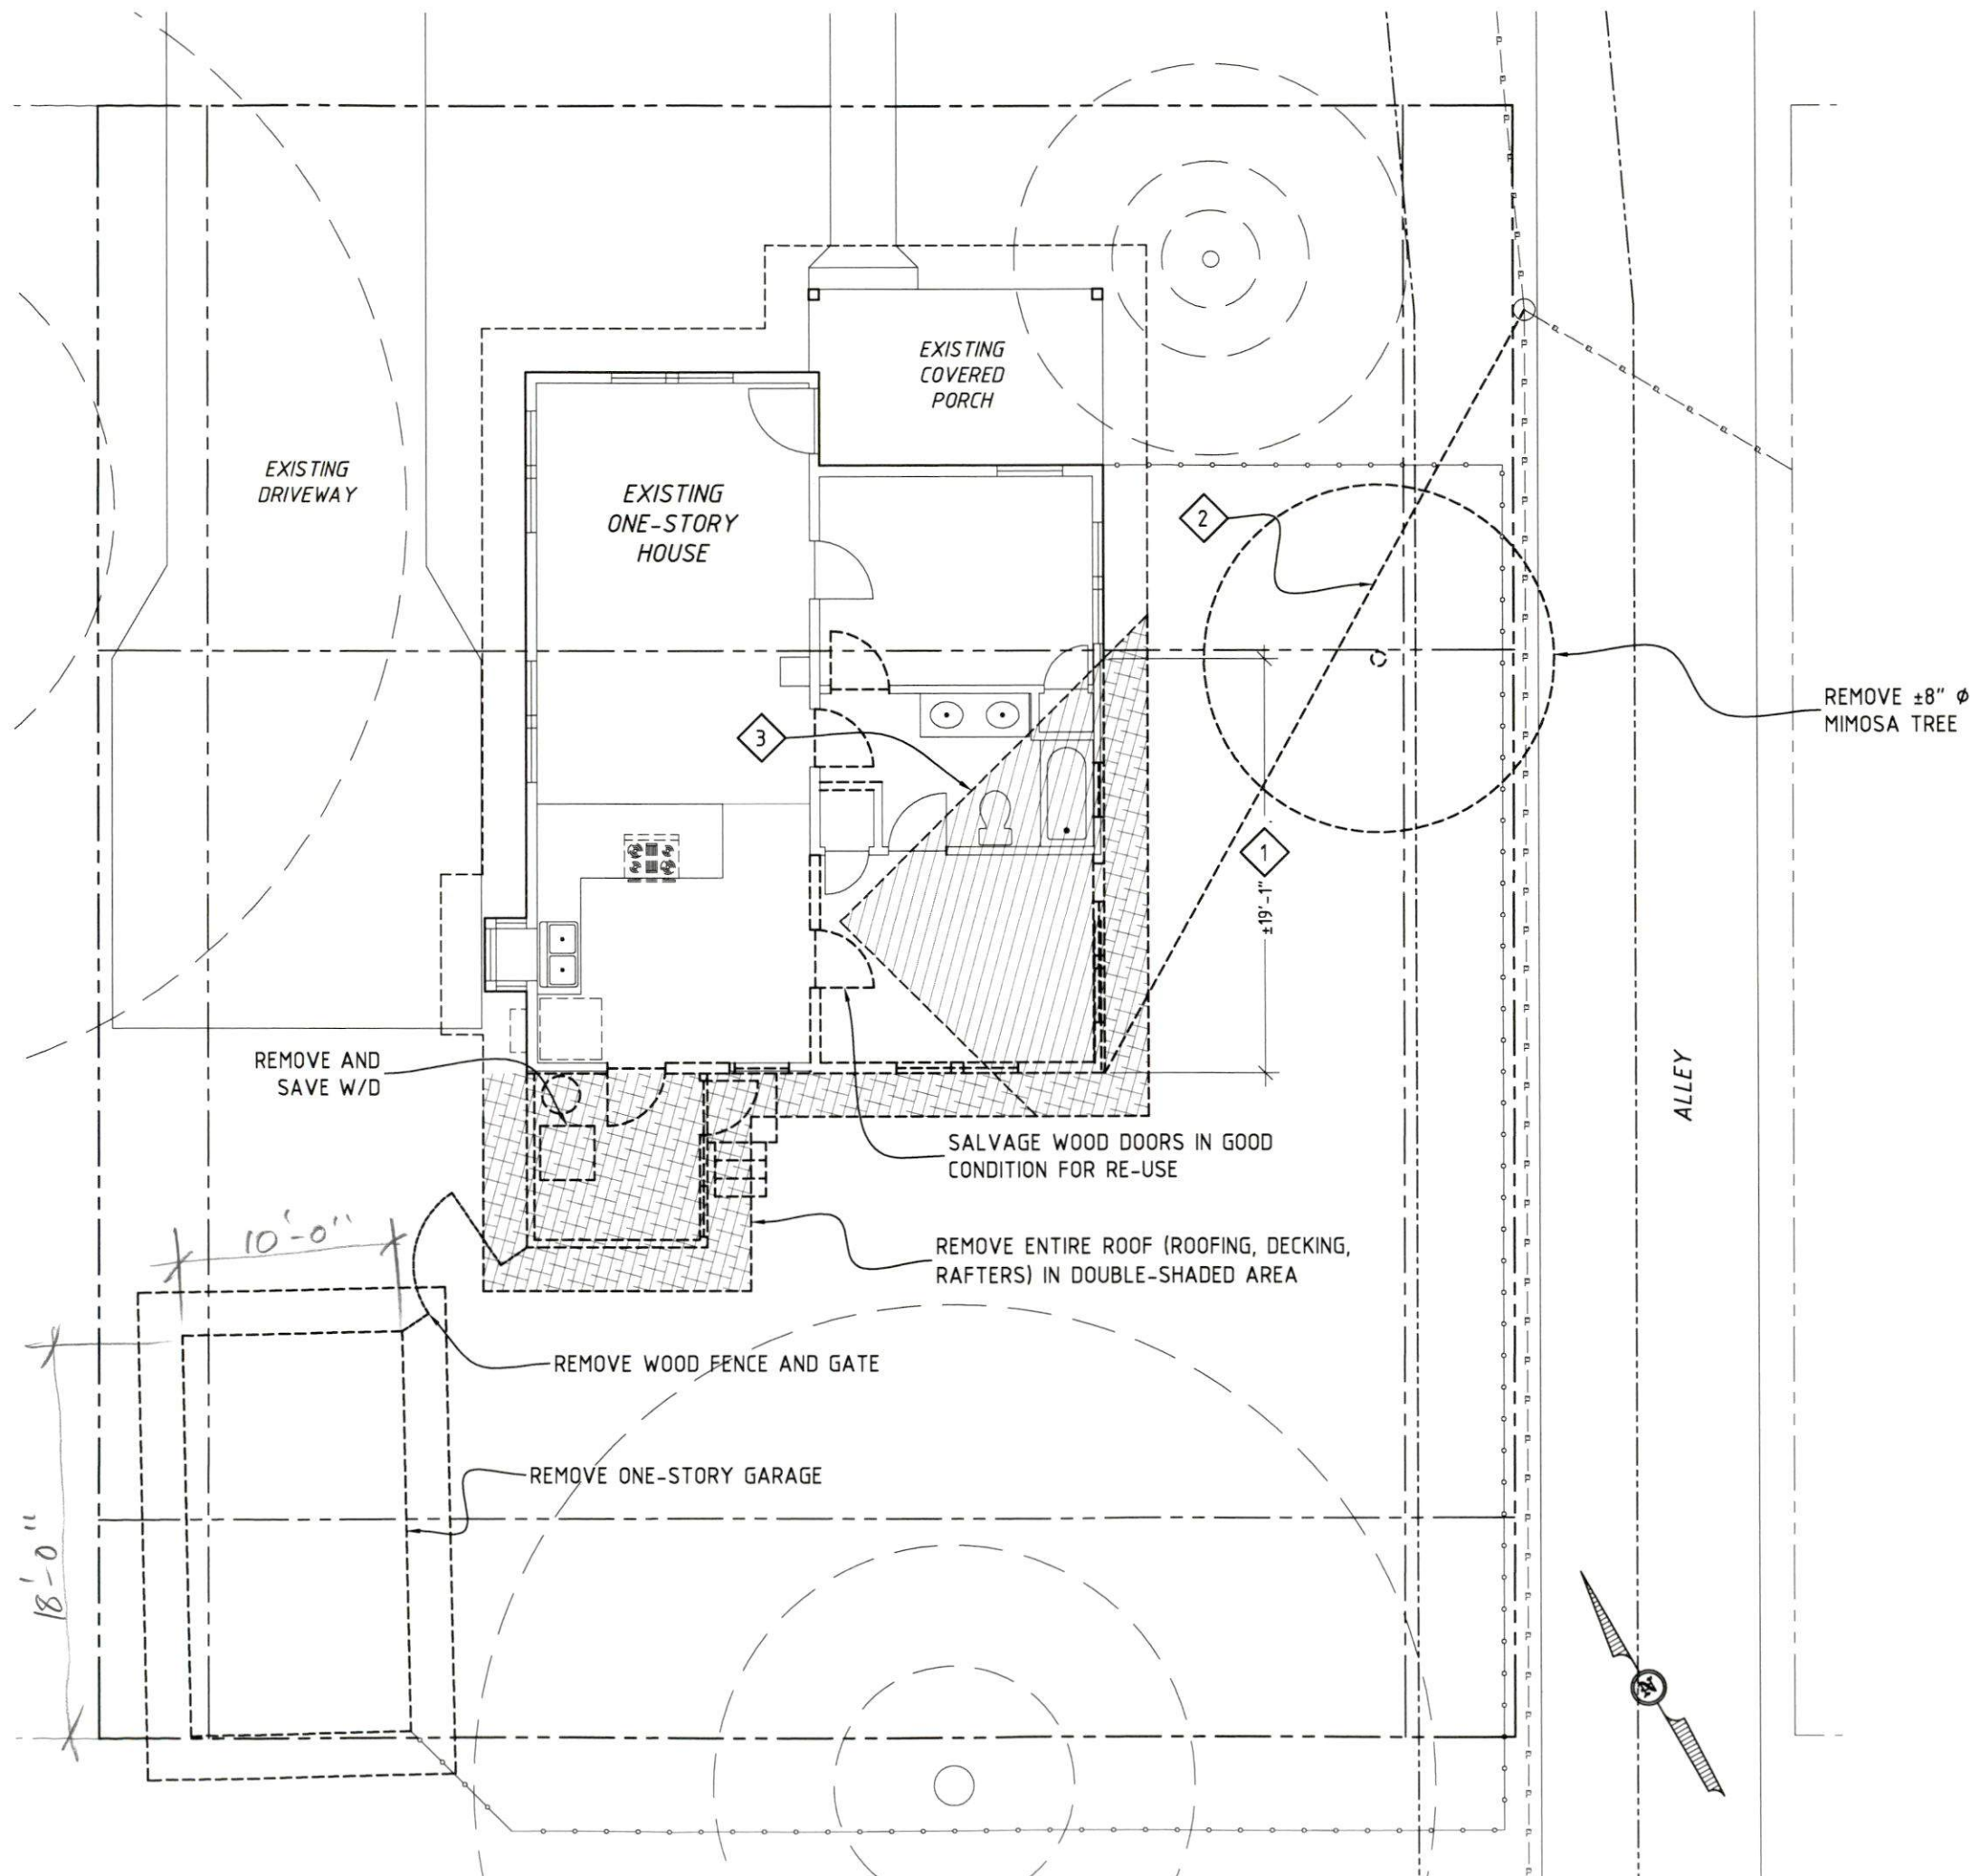 EXISTING
COVERED
PORCH
EXISTING
DRIVEWAY
EXISTING
ONE-STORY
HOUSE
2
REMOVE ±8" Ø
MIMOSA TREE
3
1
±19'-1"
REMOVE AND
SAVE W/D
ALLEY
SALVAGE WOOD DOORS IN GOOD
CONDITION FOR RE-USE
10'-0"
REMOVE ENTIRE ROOF (ROOFING, DECKING,
RAFTERS) IN DOUBLE-SHADED AREA
REMOVE WOOD FENCE AND GATE
REMOVE ONE-STORY GARAGE
18'-0"
N